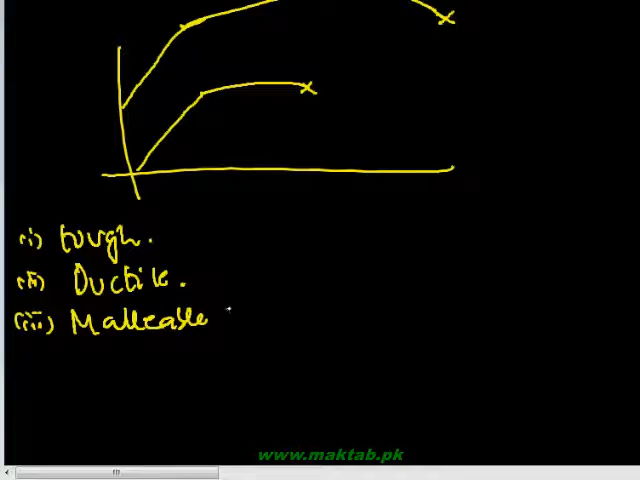 (i) tough.
(ii) Ductile.
(iii) Malleable
www.maktab.pk